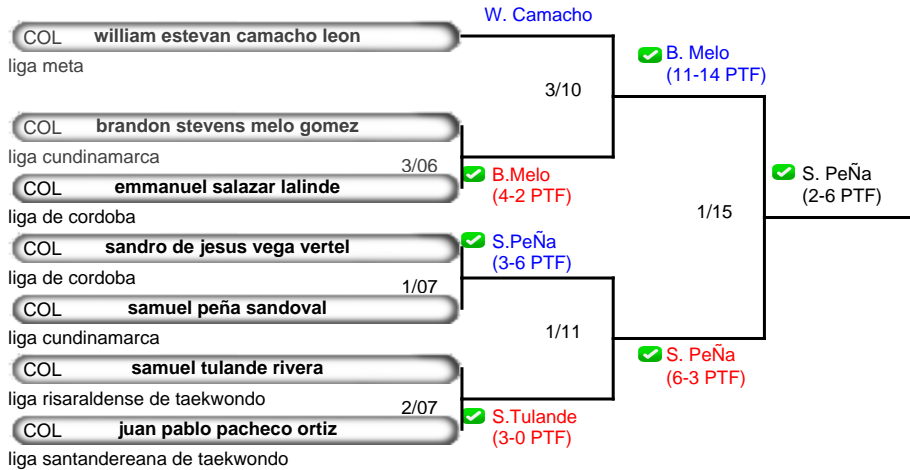 W. Camacho
COL william estevan camacho leon
liga meta
B. Melo
(11-14 PTF)
3/10
COL brandon stevens melo gomez
liga cundinamarca
3/06
COL emmanuel salazar lalinde
B.Melo
(4-2 PTF)
S. PeÑa
(2-6 PTF)
liga de cordoba
1/15
COL sandro de jesus vega vertel
S.PeÑa
(3-6 PTF)
liga de cordoba
1/07
COL samuel peña sandoval
liga cundinamarca
1/11
COL samuel tulande rivera
S. PeÑa
(6-3 PTF)
liga risaraldense de taekwondo
2/07
COL juan pablo pacheco ortiz
S.Tulande
(3-0 PTF)
liga santandereana de taekwondo